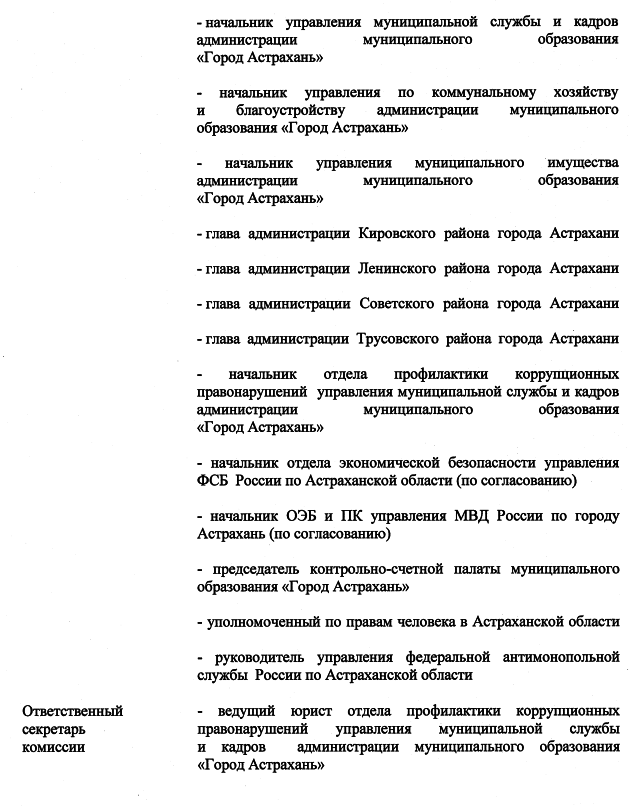 - начальник управления муниципальной службы и кадров
администрации муниципального образования
«Город Астрахань»
- начальник управления по коммунальному хозяйству
и благоустройству администрации муниципального
образования «Город Астрахань»
- начальник управления муниципального имущества
администрации муниципального образования
«Город Астрахань»
- глава администрации Кировского района города Астрахани
- глава администрации Ленинского района города Астрахани
- глава администрации Советского района города Астрахани
- глава администрации Трусовского района города Астрахани
- начальник отдела профилактики коррупционных
правонарушений управления муниципальной службы и кадров
администрации муниципального образования
«Город Астрахань»
- начальник отдела экономической безопасности управления
ФСБ России по Астраханской области (по согласованию)
- начальник ОЭБ и ПК управления МВД России по городу
Астрахань (по согласованию)
- председатель контрольно-счетной палаты муниципального
образования «Город Астрахань»
- уполномоченный по правам человека в Астраханской области
- руководитель управления федеральной антимонопольной
службы России по Астраханской области
Ответственный - ведущий юрист отдела профилактики коррупционных
секретарь правонарушений управления муниципальной службы
комиссии и кадров администрации муниципального образования
«Город Астрахань»